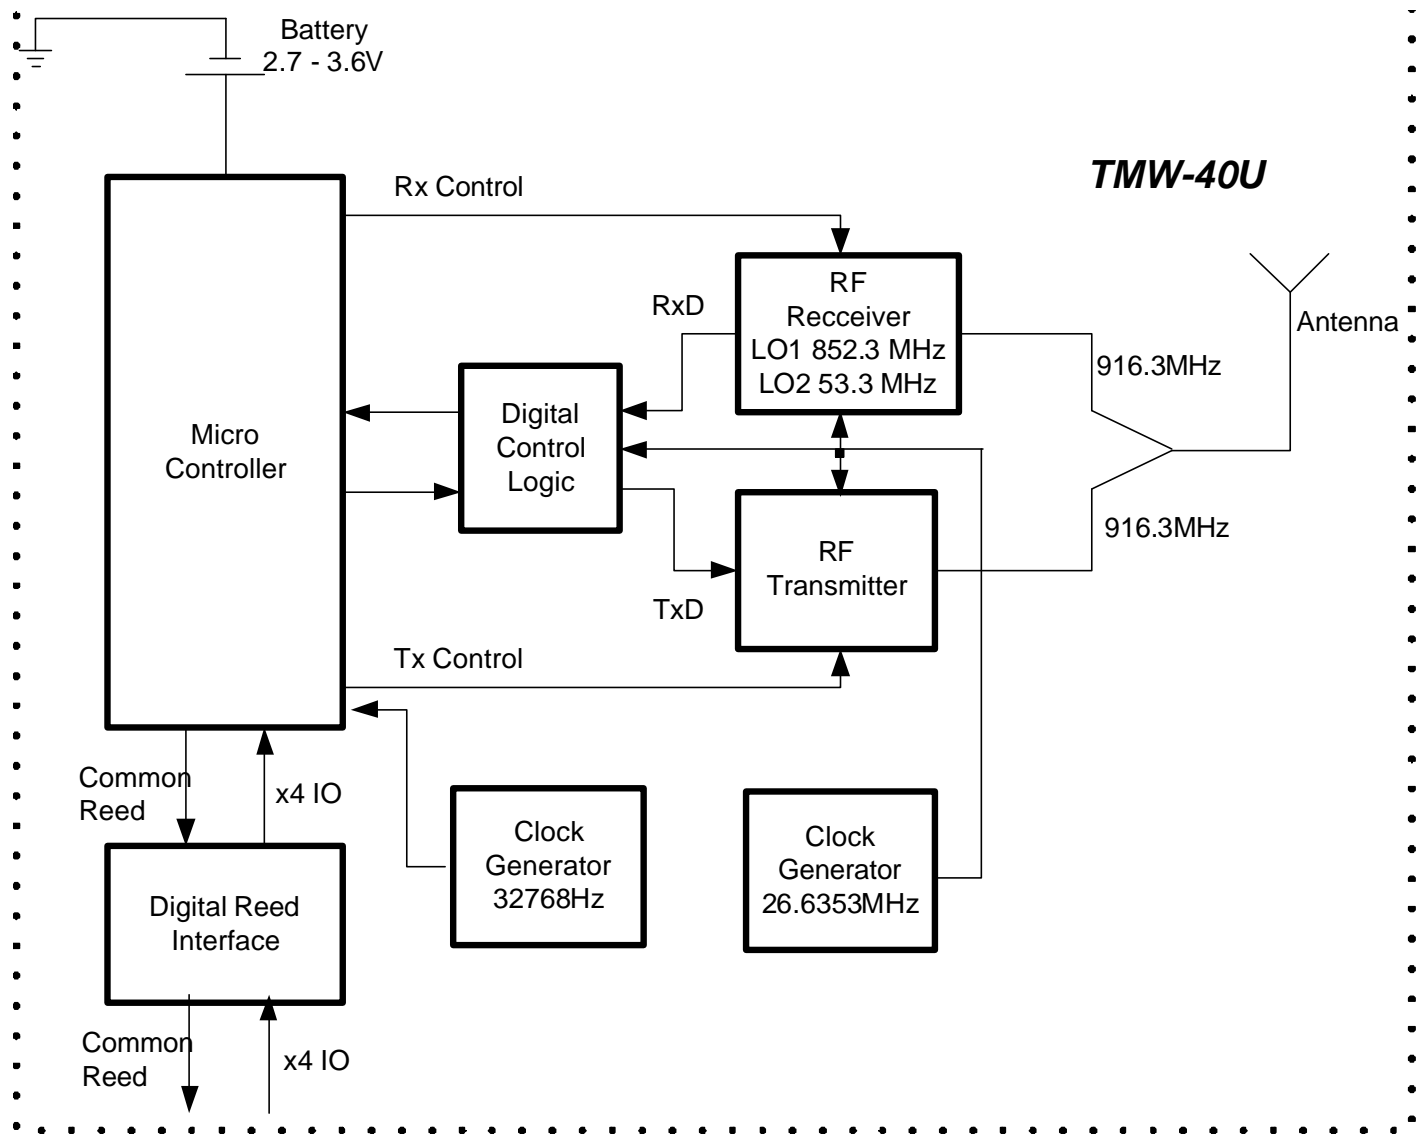 Battery
2.7 - 3.6V
TMW-40U
Rx Control
RF
Recceiver
LO1 852.3 MHz
LO2 53.3 MHz
RxD
Antenna
916.3MHz
Digital
Control
Logic
Micro
Controller
916.3MHz
RF
Transmitter
TxD
Tx Control
Common
Reed
x4 IO
Clock
Generator
32768Hz
Clock
Generator
26.6353MHz
Digital Reed
Interface
Common
Reed
x4 IO